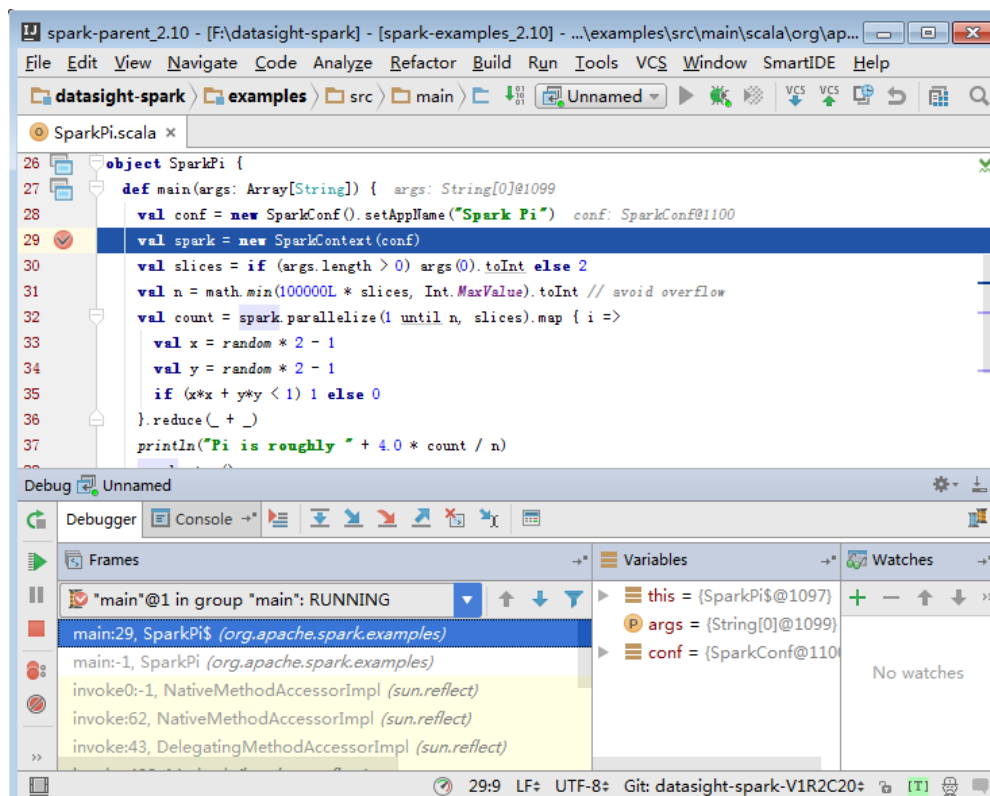 spark-parent_2.10 - [F:\datasight-spark] - [spark-examples_2.10] - ...\examples\src\main\scala\org\ap...
File Edit View Navigate Code Analyze Refactor Build Run Tools VCS Window SmartIDE Help
datasight-spark examples src main Unnamed VCS VCS
SparkPi.scala ×
26 object SparkPi {
27 def main(args: Array[String]) { args: String[0]@1099
28 val conf = new SparkConf().setAppName("Spark Pi") conf: SparkConf@1100
29 val spark = new SparkContext(conf)
30 val slices = if (args.length > 0) args(0).toInt else 2
31 val n = math.min(100000L * slices, Int.MaxValue).toInt // avoid overflow
32 val count = spark.parallelize(1 until n, slices).map { i =>
33 val x = random * 2 - 1
34 val y = random * 2 - 1
35 if (x*x + y*y < 1) 1 else 0
36 }.reduce(_ + _)
37 println("Pi is roughly " + 4.0 * count / n)
Debug Unnamed
Debugger Console
Frames Variables Watches
"main"@1 in group "main": RUNNING
main:29, SparkPi$ (org.apache.spark.examples)
main:-1, SparkPi (org.apache.spark.examples)
invoke0:-1, NativeMethodAccessorImpl (sun.reflect)
invoke:62, NativeMethodAccessorImpl (sun.reflect)
invoke:43, DelegatingMethodAccessorImpl (sun.reflect)
this = {SparkPi$@1097}
args = {String[0]@1099}
conf = {SparkConf@110
No watches
29:9 LF UTF-8 Git: datasight-spark-V1R2C20 [T]